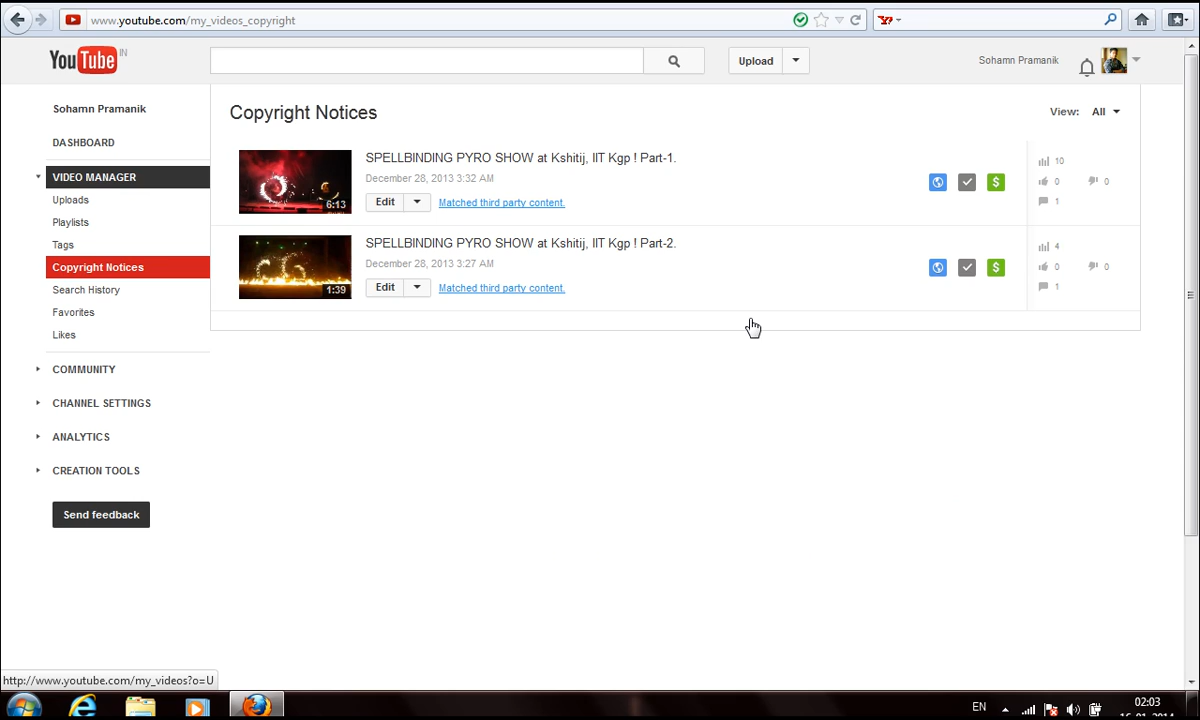 www.youtube.com/my_videos_copyright
YouTube IN
Upload
Sohamn Pramanik
Sohamn Pramanik
DASHBOARD
VIDEO MANAGER
Uploads
Playlists
Tags
Copyright Notices
Search History
Favorites
Likes
COMMUNITY
CHANNEL SETTINGS
ANALYTICS
CREATION TOOLS
Send feedback
Copyright Notices
View: All
SPELLBINDING PYRO SHOW at Kshitij, IIT Kgp ! Part-1.
December 28, 2013 3:32 AM
6:13
Edit
Matched third party content.
$
10
0
0
1
SPELLBINDING PYRO SHOW at Kshitij, IIT Kgp ! Part-2.
December 28, 2013 3:27 AM
1:39
Edit
Matched third party content.
$
4
0
0
1
http://www.youtube.com/my_videos?o=U
EN
02:03